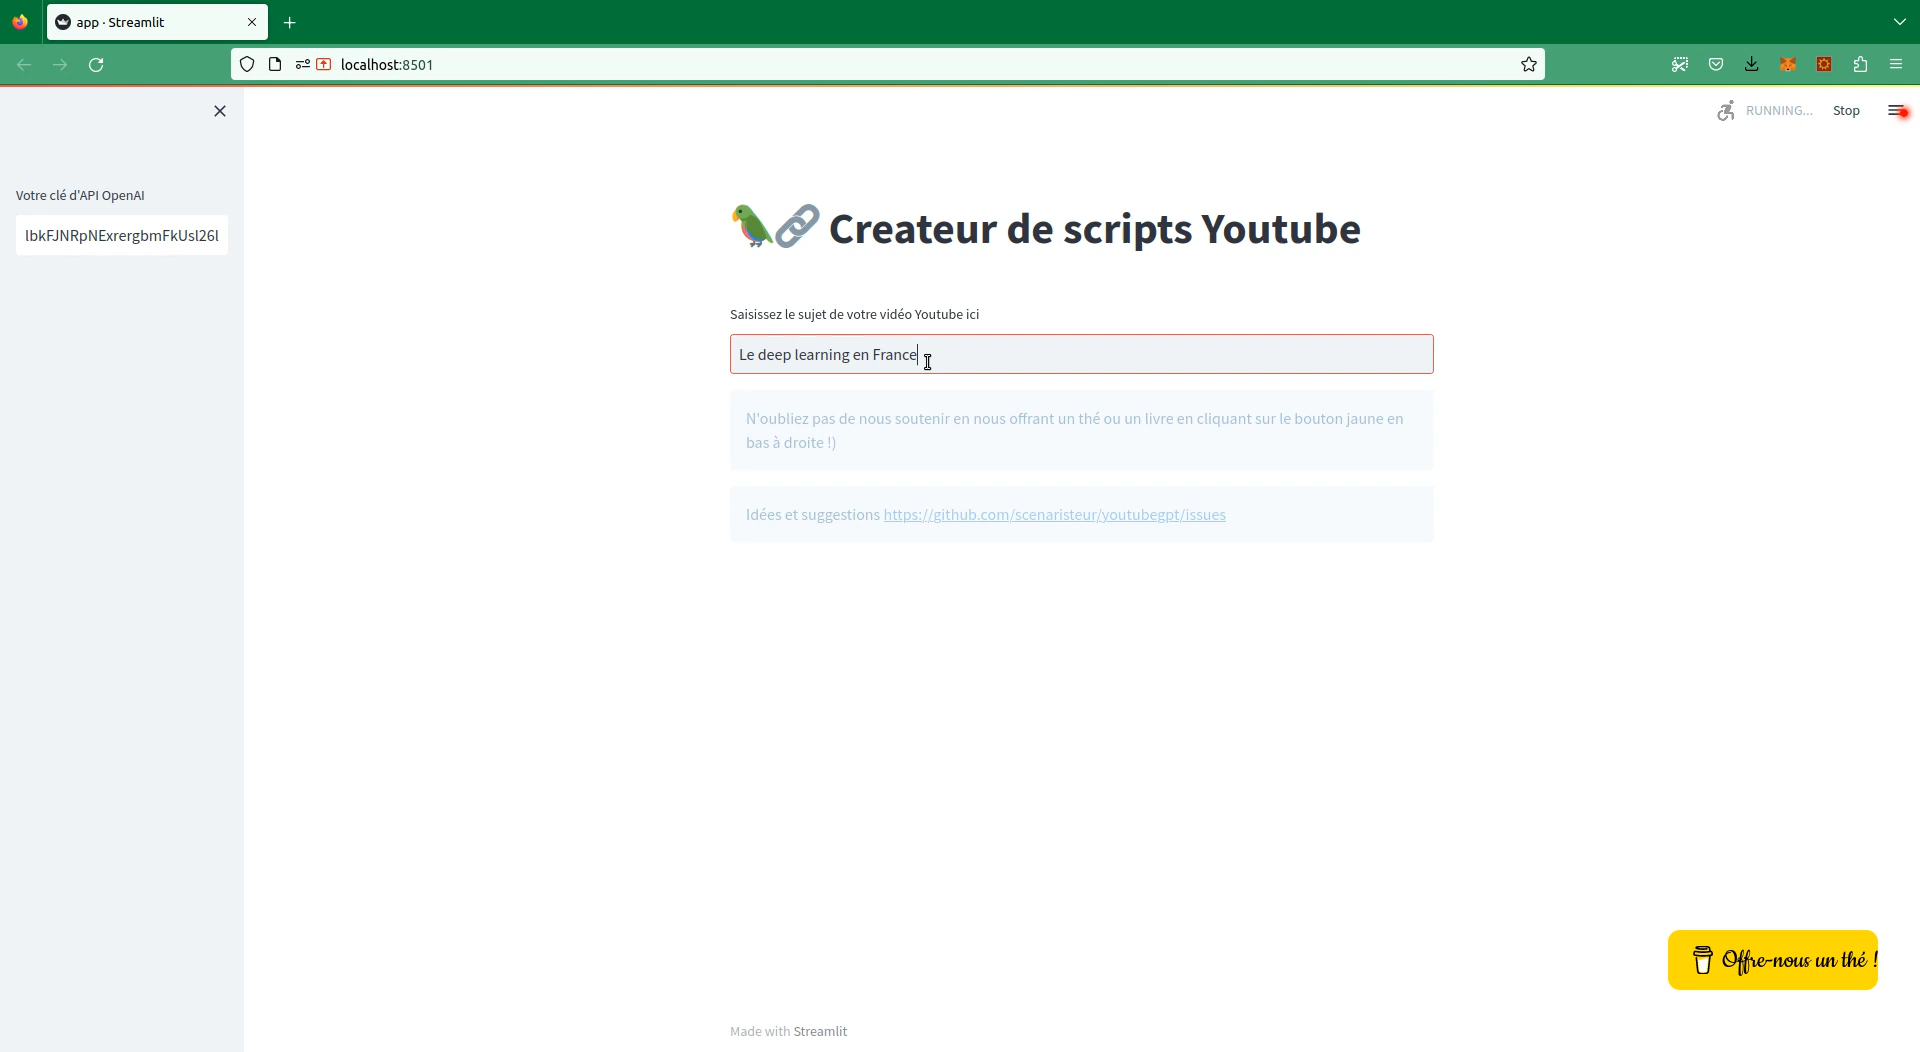 app · Streamlit
localhost:8501
RUNNING...
Stop
Votre clé d'API OpenAI
Createur de scripts Youtube
Saisissez le sujet de votre vidéo Youtube ici
Le deep learning en France
N'oubliez pas de nous soutenir en nous offrant un thé ou un livre en cliquant sur le bouton jaune en
bas à droite !)
Idées et suggestions https://github.com/scenaristeur/youtubegpt/issues
Offre-nous un thé !
Made with Streamlit